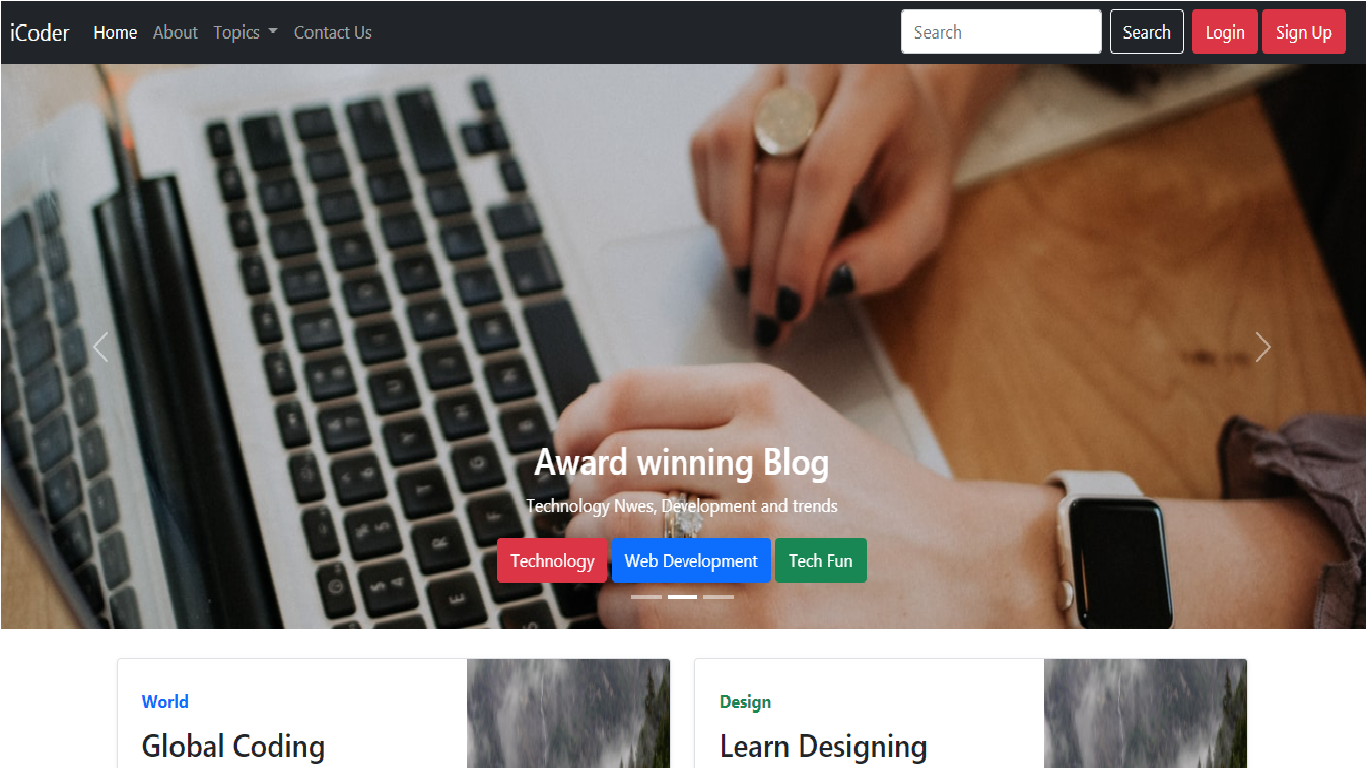 iCoder Home About Topics Contact Us Search Search Login Sign Up
Award winning Blog
Technology Nwes, Development and trends
Technology Web Development Tech Fun
World
Global Coding
Design
Learn Designing